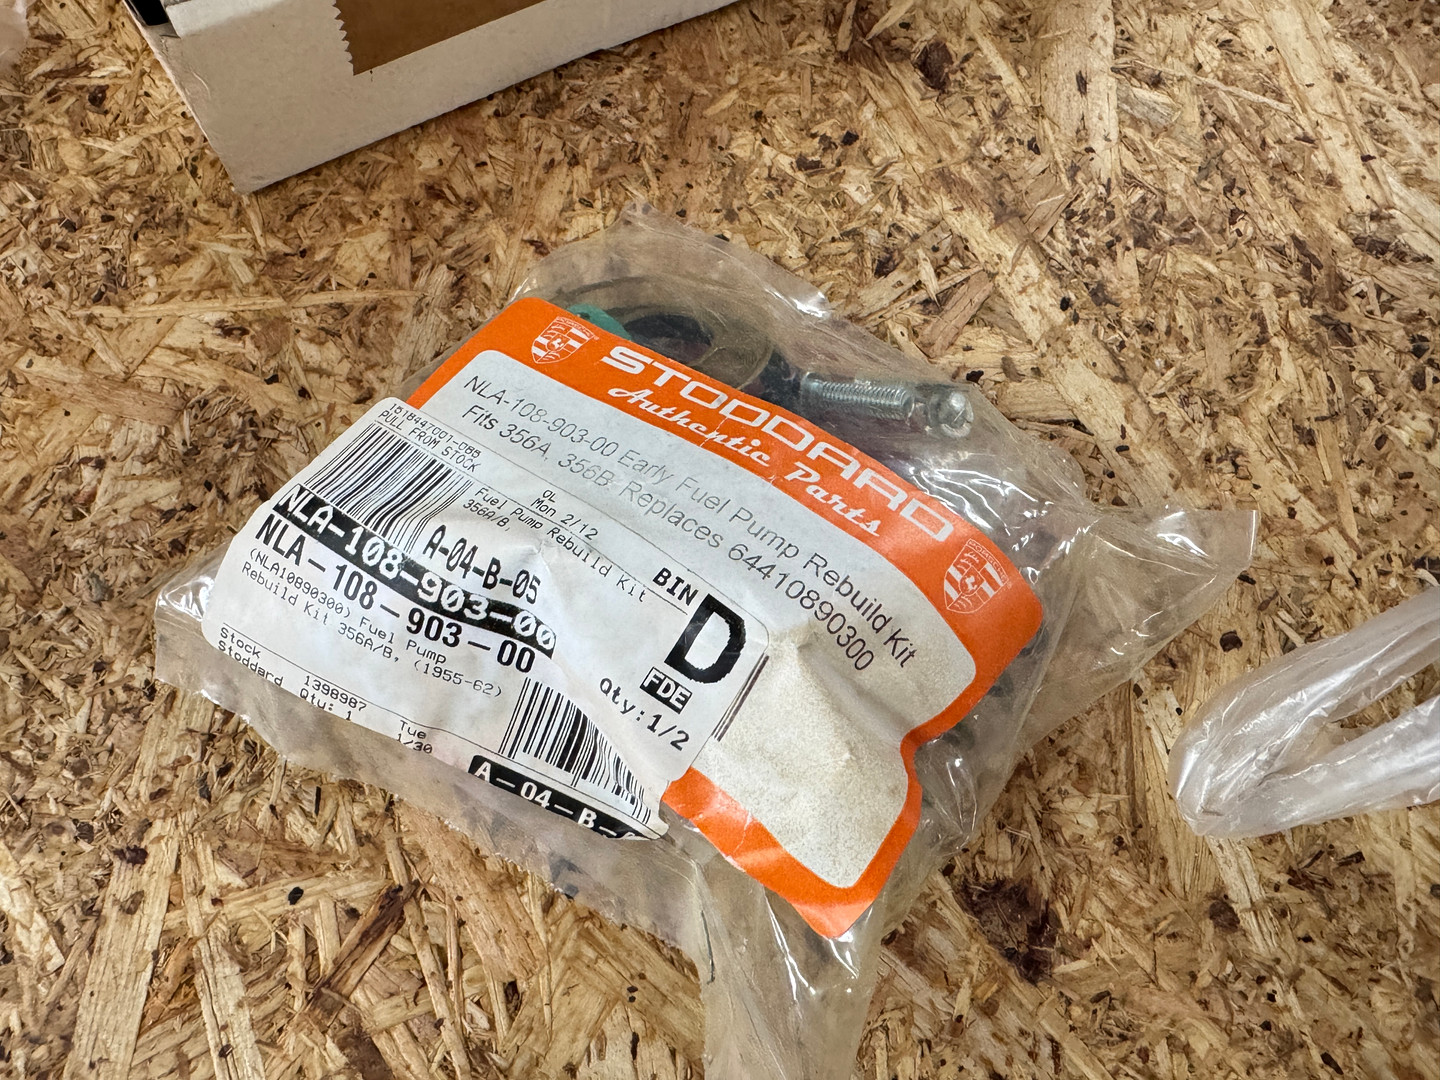 STODDARD
Authentic Parts
NLA-108-903-00 Early Fuel Pump Rebuild Kit
Fits 356A, 356B Replaces 64410890300
PULL FROM STOCK
OL
Mon 2/12
Fuel Pump Rebuild Kit
356A/B,
A-04-B-05
BIN
D
FDE
NLA-108-903-00
NLA-108-903-00
(NLA10890300) Fuel Pump
Rebuild Kit 356A/B, (1955-62)
Qty: 1/2
Stock 1398987 Tue
Stoddard Qty: 1 1/30
A-04-B-